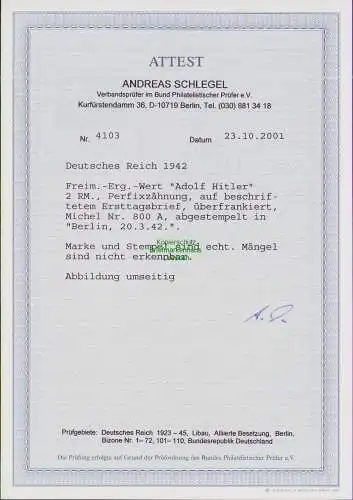 ATTEST
ANDREAS SCHLEGEL
Verbandsprüfer im Bund Philatelistischer Prüfer e.V.
Kurfürstendamm 36, D-10719 Berlin, Tel. (030) 881 34 18
Nr. 4103 Datum 23.10.2001
Deutsches Reich 1942
Freim.-Erg.-Wert "Adolf Hitler"
2 RM., Perfixzähnung, auf beschrif-
tetem Ersttagsbrief, überfrankiert,
Michel Nr. 800 A, abgestempelt in
"Berlin, 20.3.42.".
Kopierschutz
Marke und Stempel sind echt. Mängel
sind nicht erkennbar.
Abbildung umseitig
Prüfgebiete: Deutsches Reich 1923 – 45, Libau, Alliierte Besetzung, Berlin,
Bizone Nr. 1– 72, 101– 110, Bundesrepublik Deutschland
Die Prüfung erfolgte auf Grund der Prüfordnung des Bundes Philatelistischer Prüfer e.V.